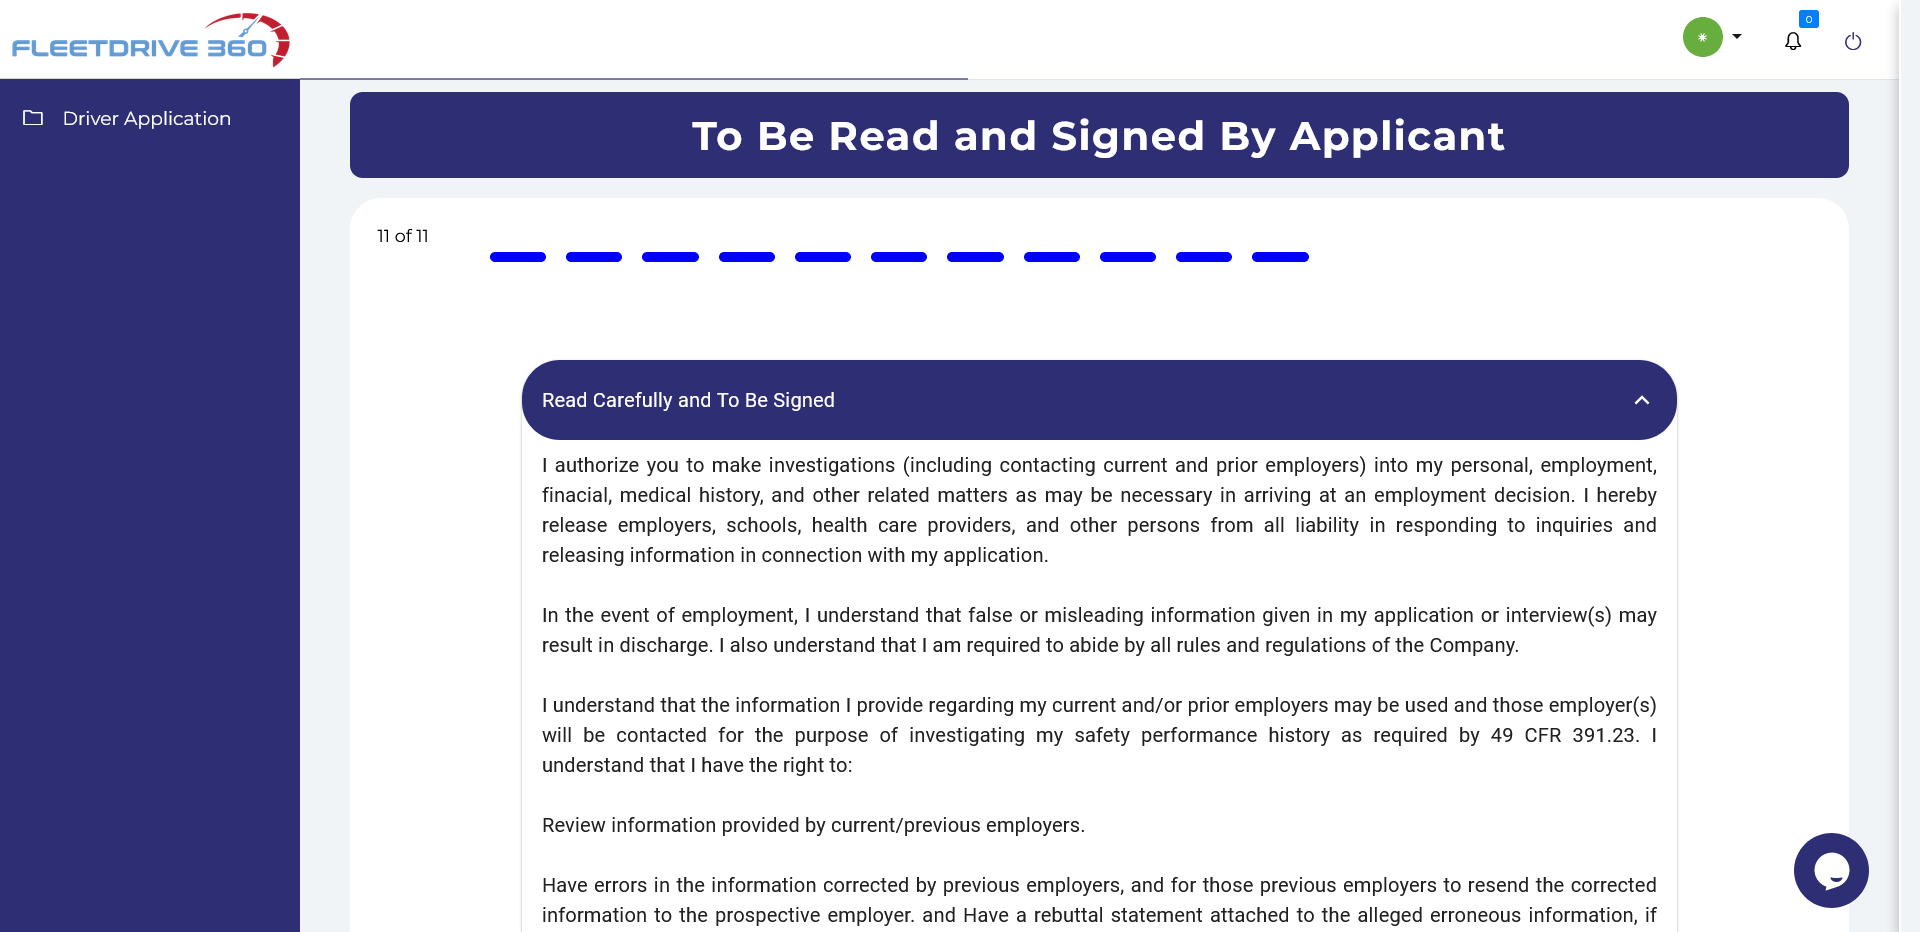 FLEETDRIVE 360
0
Driver Application
To Be Read and Signed By Applicant
11 of 11
Read Carefully and To Be Signed
I authorize you to make investigations (including contacting current and prior employers) into my personal, employment,
finacial, medical history, and other related matters as may be necessary in arriving at an employment decision. I hereby
release employers, schools, health care providers, and other persons from all liability in responding to inquiries and
releasing information in connection with my application.
In the event of employment, I understand that false or misleading information given in my application or interview(s) may
result in discharge. I also understand that I am required to abide by all rules and regulations of the Company.
I understand that the information I provide regarding my current and/or prior employers may be used and those employer(s)
will be contacted for the purpose of investigating my safety performance history as required by 49 CFR 391.23. I
understand that I have the right to:
Review information provided by current/previous employers.
Have errors in the information corrected by previous employers, and for those previous employers to resend the corrected
information to the prospective employer. and Have a rebuttal statement attached to the alleged erroneous information, if